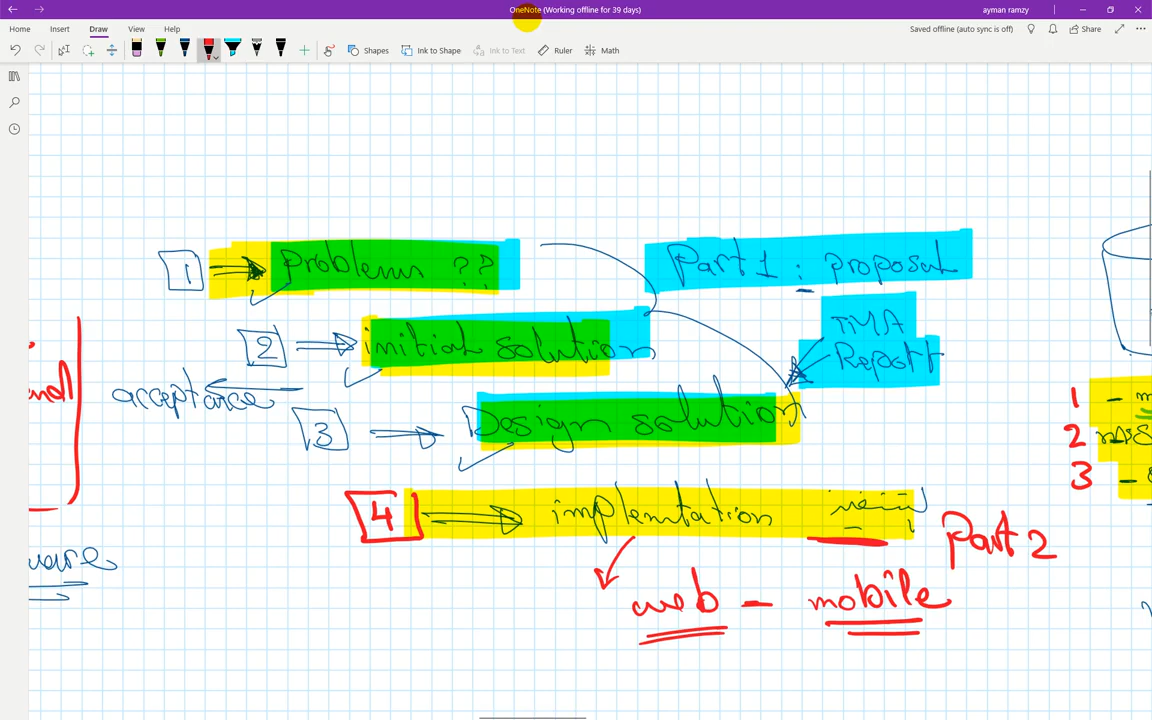 OneNote (Working offline for 39 days)
ayman ramzy
Home Insert Draw View Help
Saved offline (auto sync is off)
Share
Shapes
Ink to Shape
Ink to Text
Ruler
Math
1 Problems ??
Part 1 : proposal
2 initial solution
TMA
Report
acceptance
3 Design solution
1
2
3
4 implentation
Part 2
web - mobile